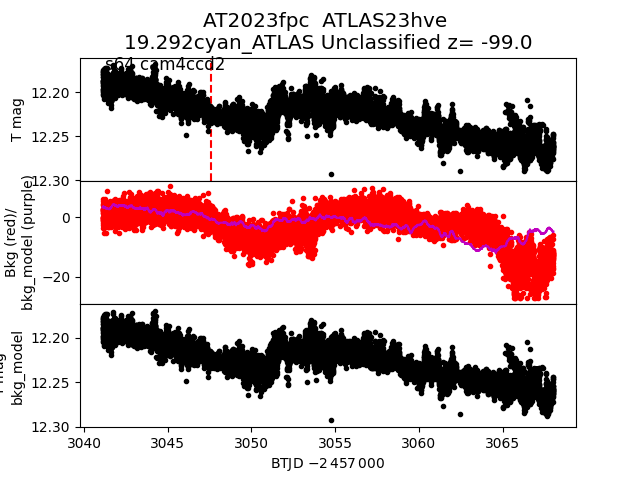 AT2023fpc ATLAS23hve
19.292cyan_ATLAS Unclassified z= -99.0
s64 cam4ccd2
T mag
12.20
12.25
12.30
Bkg (red)/
bkg_model (purple)
0
−20
mag
bkg_model
12.20
12.25
12.30
3040 3045 3050 3055 3060 3065
BTJD −2 457 000